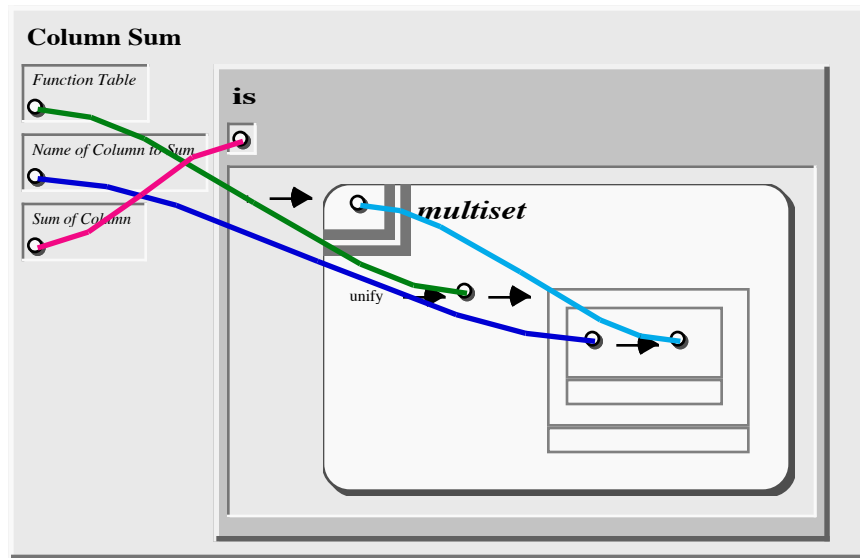 Column Sum
Function Table
is
Name of Column to Sum
Sum of Column
multiset
unify